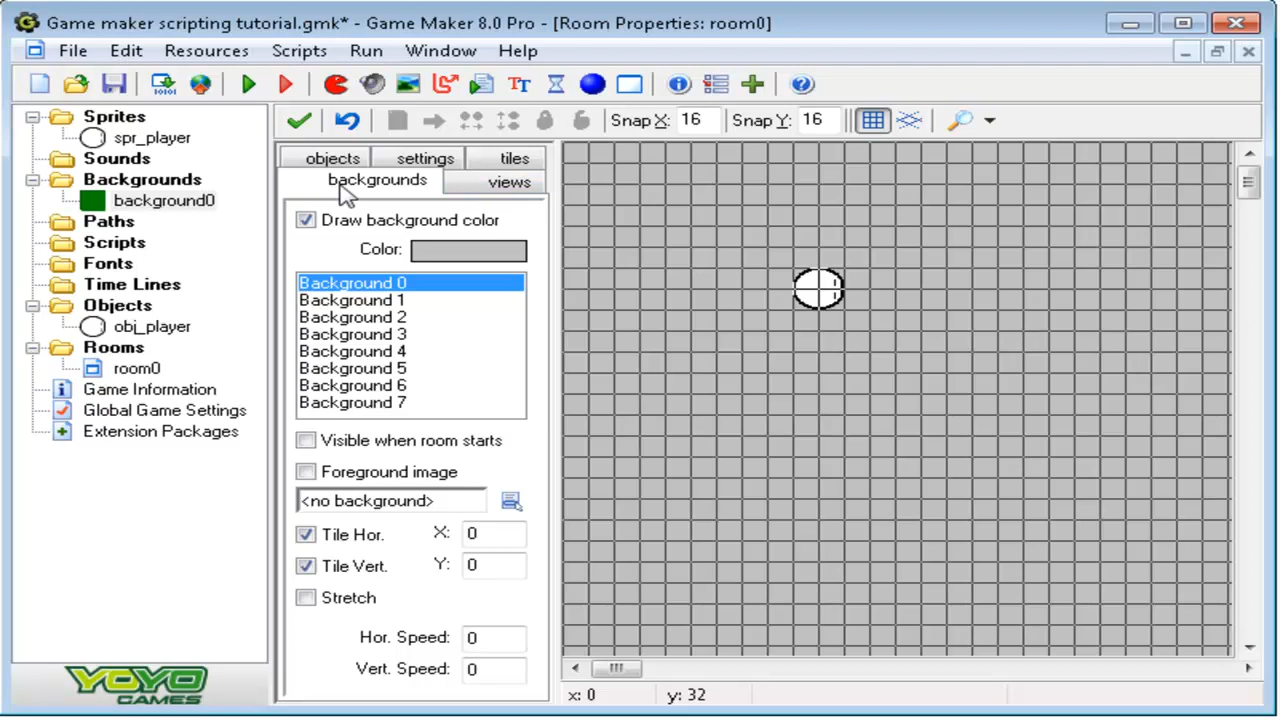 Game maker scripting tutorial.gmk* - Game Maker 8.0 Pro - [Room Properties: room0]
File Edit Resources Scripts Run Window Help
Snap X: 16 Snap Y: 16
Sprites
spr_player
Sounds
Backgrounds
background0
Paths
Scripts
Fonts
Time Lines
Objects
obj_player
Rooms
room0
Game Information
Global Game Settings
Extension Packages
YOYO
GAMES
objects settings tiles
backgrounds views
Draw background color
Color:
Background 0
Background 1
Background 2
Background 3
Background 4
Background 5
Background 6
Background 7
Visible when room starts
Foreground image
<no background>
Tile Hor. X: 0
Tile Vert. Y: 0
Stretch
Hor. Speed: 0
Vert. Speed: 0
x: 0 y: 32